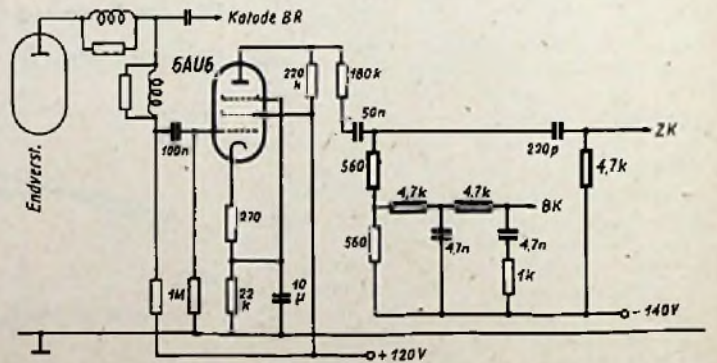 Katode BR
6AU6
220
k
180k
50n
100n
220p
ZK
4,7k
560
4,7k
4,7k
BK
Endverst.
270
560
4,7n
4,7n
1k
1M
22
k
10
µ
- 140V
+ 120V